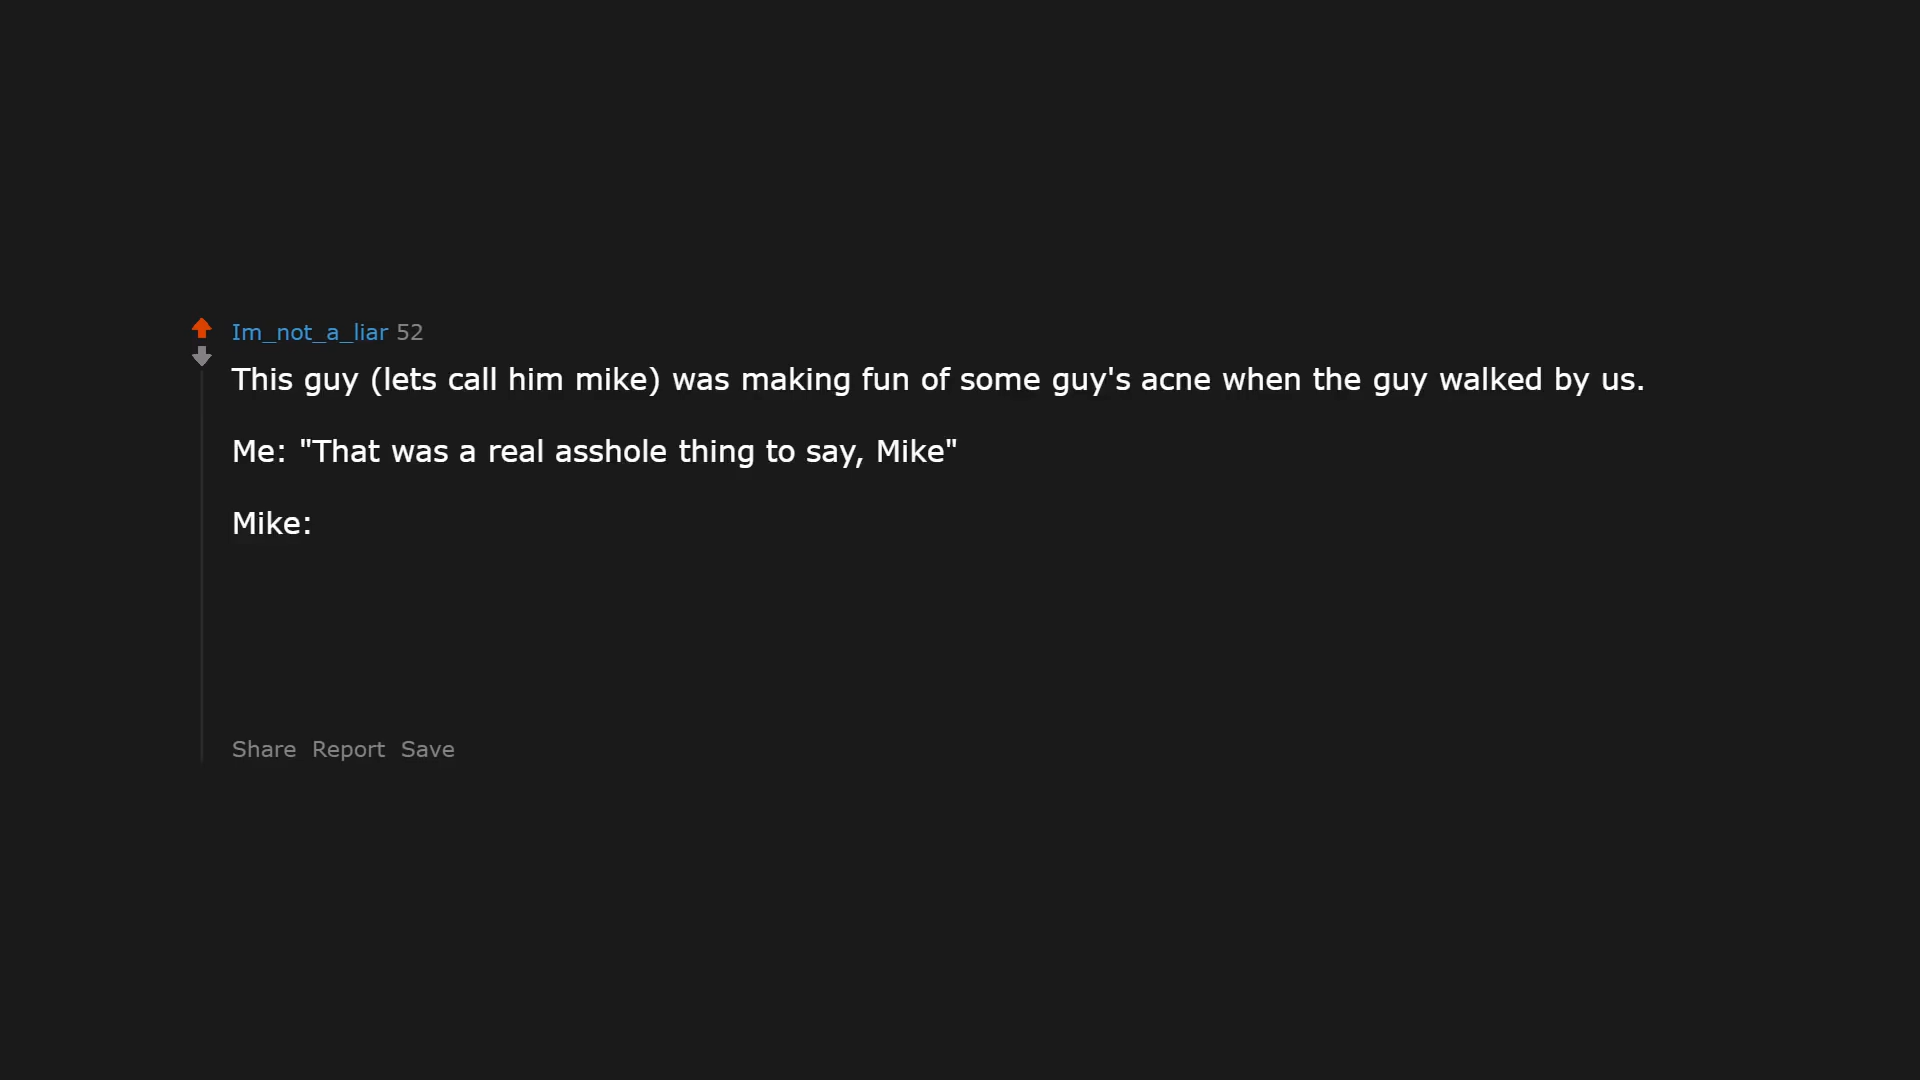 Im_not_a_liar 52
This guy (lets call him mike) was making fun of some guy's acne when the guy walked by us.
Me: "That was a real asshole thing to say, Mike"
Mike:
Share Report Save